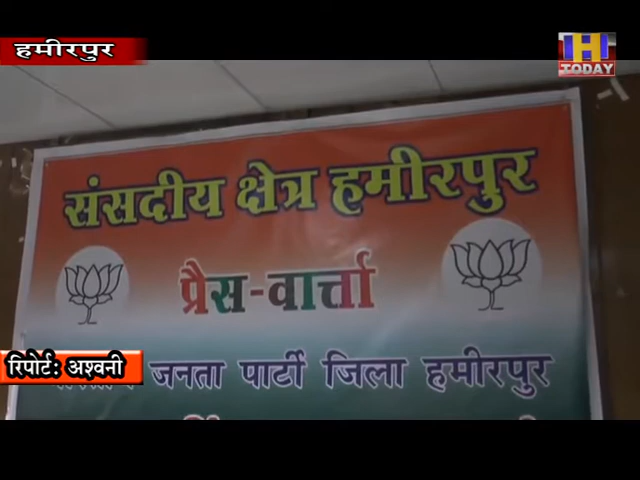 हमीरपुर
H
TODAY
संसदीय क्षेत्र हमीरपुर
प्रैस-वार्त्ता
रिपोर्ट: अश्वनी
जनता पार्टी जिला हमीरपुर